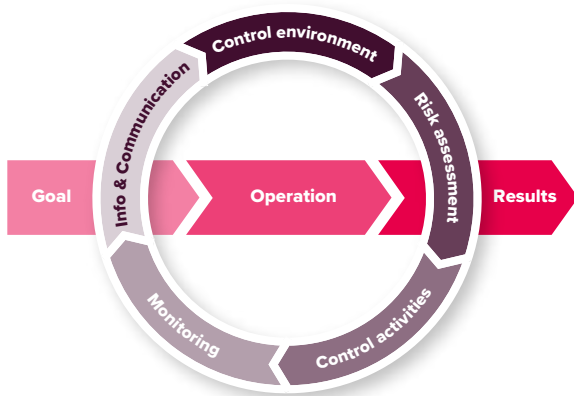 Control environment
Risk assessment
Control activities
Monitoring
Info & Communication
Goal
Operation
Results